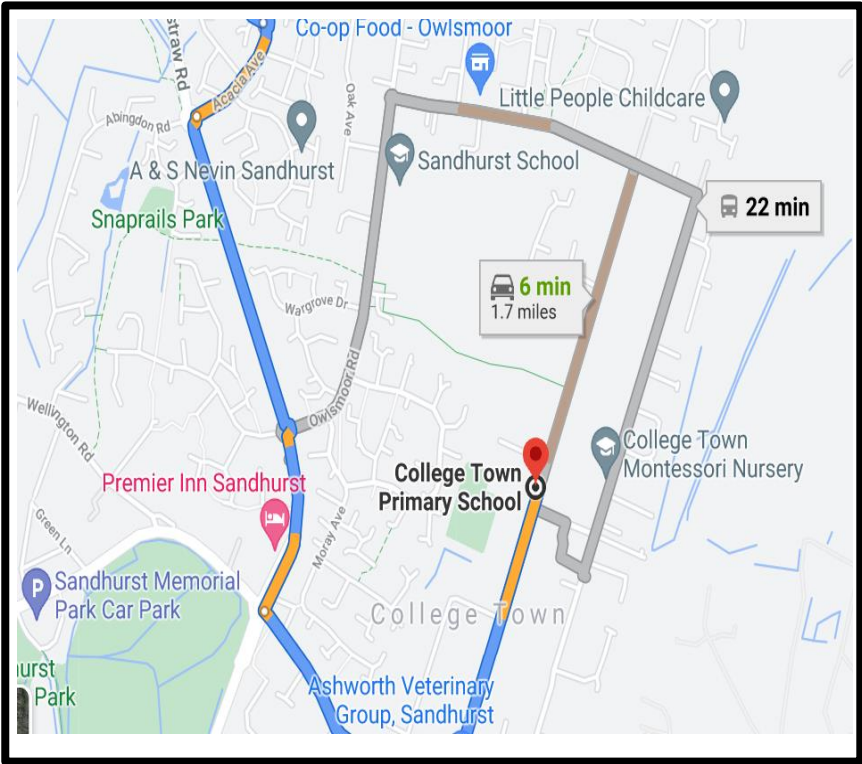 Co-op Food - Owlsmoor
straw Rd
Acacia Ave
Oak Ave
Little People Childcare
Abingdon Rd
A & S Nevin Sandhurst
Sandhurst School
22 min
Snaprails Park
6 min
1.7 miles
Wargrove Dr
Owlsmoor Rd
Wellington Rd
College Town
Montessori Nursery
College Town
Primary School
Premier Inn Sandhurst
Green Ln
Moray Ave
P
Sandhurst Memorial
Park Car Park
College Town
urst
Park
Ashworth Veterinary
Group, Sandhurst